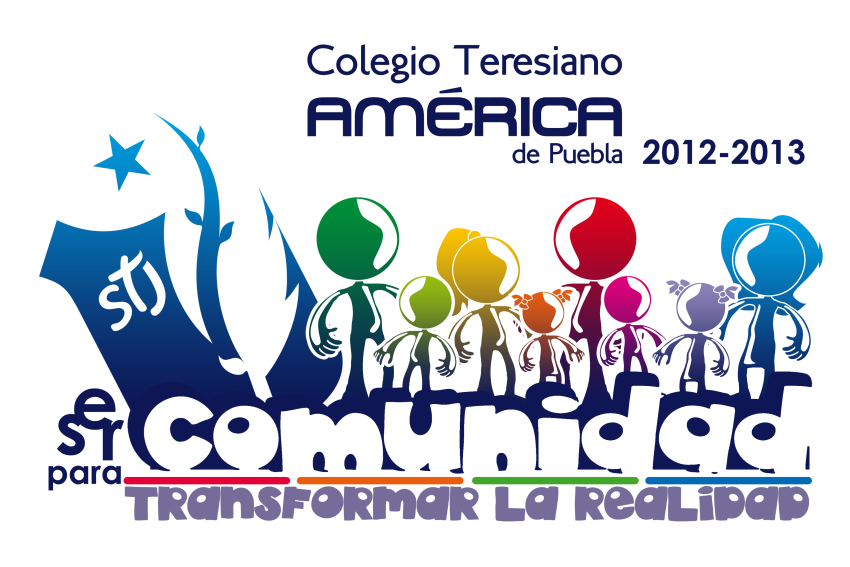 Colegio Teresiano
AMÉRICA
de Puebla 2012-2013
STJ
ser comunidad
para
TRANSFORMAR LA REALIDAD